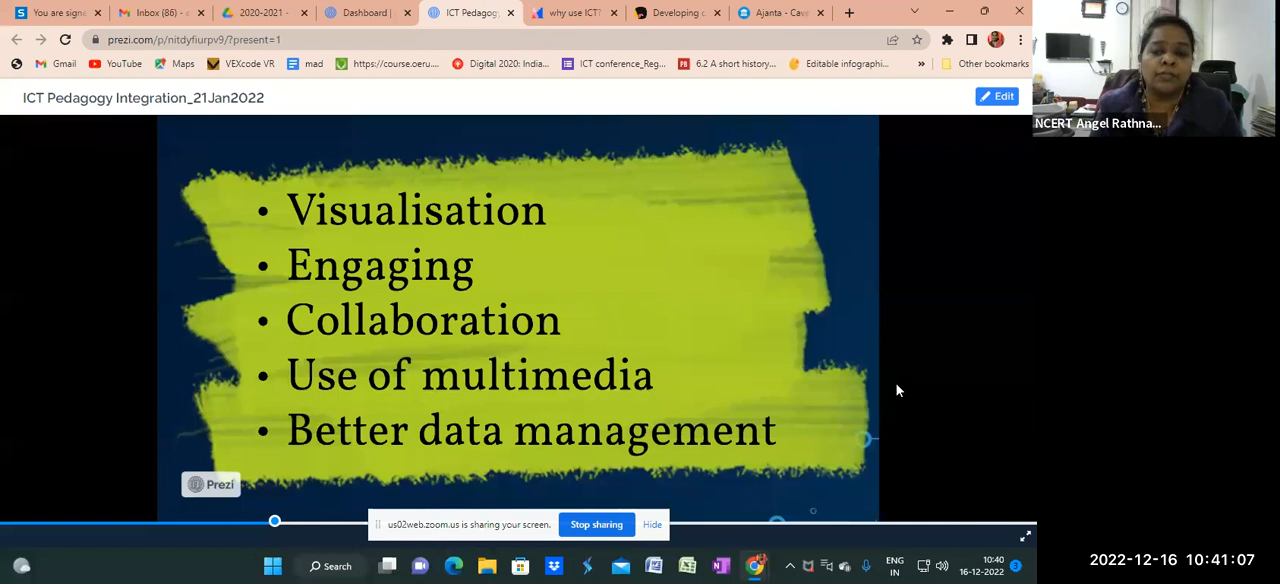 You are signe
Inbox (86) -
2020-2021 -
Dashboard |
ICT Pedagog
why use ICT?
Developing c
Ajanta - Cav
prezi.com/p/nitdyfiurpv9/?present=1
Gmail
YouTube
Maps
VEXcode VR
mad
https://course.oeru....
Digital 2020: India...
ICT conference_Reg...
6.2 A short history...
Editable infographi...
»
Other bookmarks
ICT Pedagogy Integration_21Jan2022
Edit
NCERT Angel Rathna...
• Visualisation
• Engaging
• Collaboration
• Use of multimedia
• Better data management
Prezi
us02web.zoom.us is sharing your screen.
Stop sharing
Hide
Search
ENG
IN
10:40
16-12-2022
3
2022-12-16 10:41:07